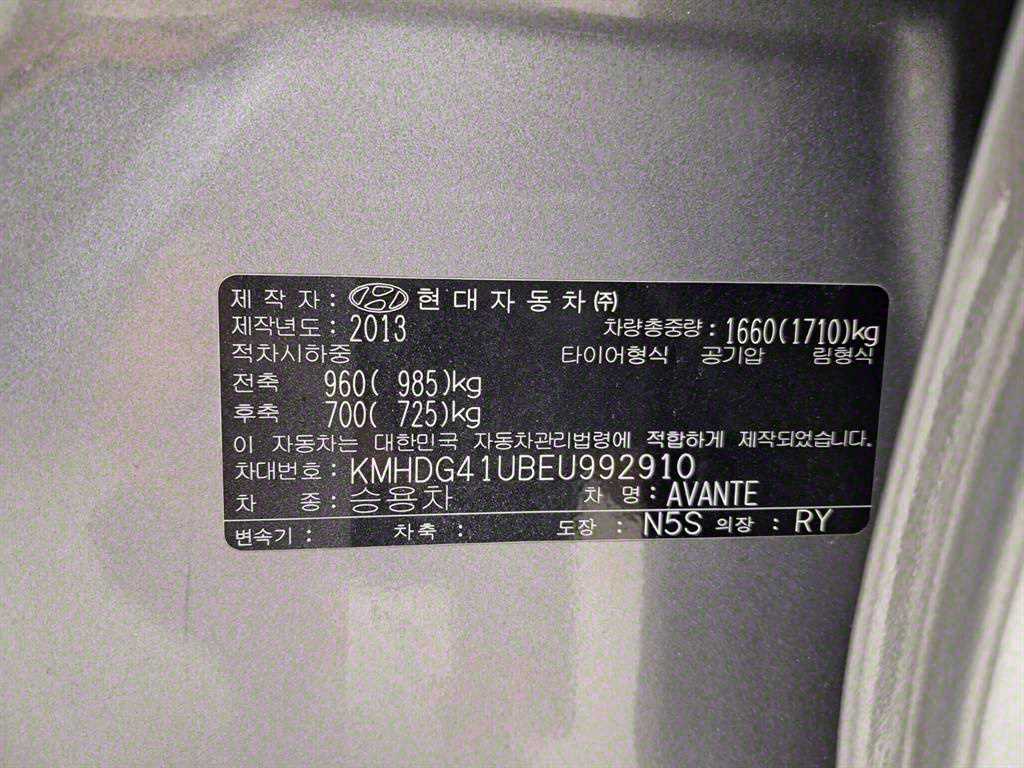 제 작 자 : 현대자동차㈜
제작년도 : 2013 차량총중량 : 1660(1710)kg
적차시하중 타이어형식 공기압 림형식
전축 960( 985)kg
후축 700( 725)kg
이 자동차는 대한민국 자동차관리법령에 적합하게 제작되었습니다.
차대번호 : KMHDG41UBEU992910
차 종 : 승용차 차 명 : AVANTE
변속기 : 차축 : 도장 : N5S 의장 : RY